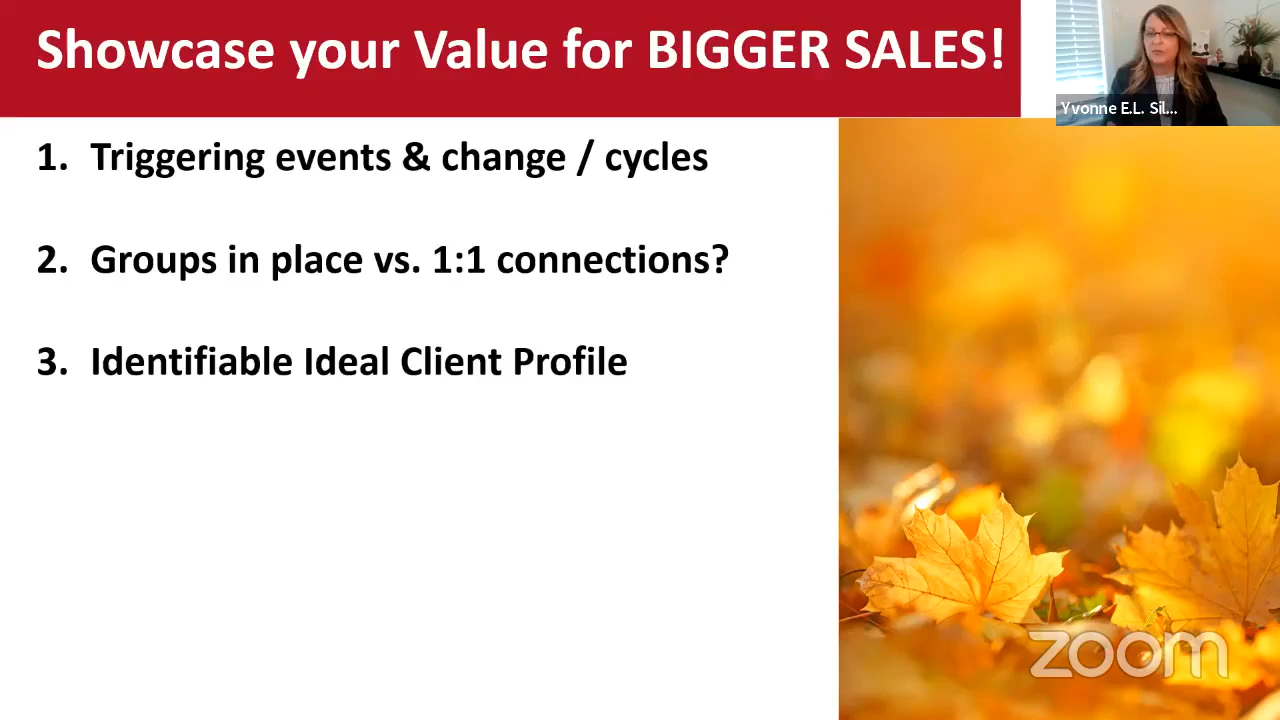 Showcase your Value for BIGGER SALES!
Yvonne E.L. Sil...
1. Triggering events & change / cycles
2. Groups in place vs. 1:1 connections?
3. Identifiable Ideal Client Profile
zoom